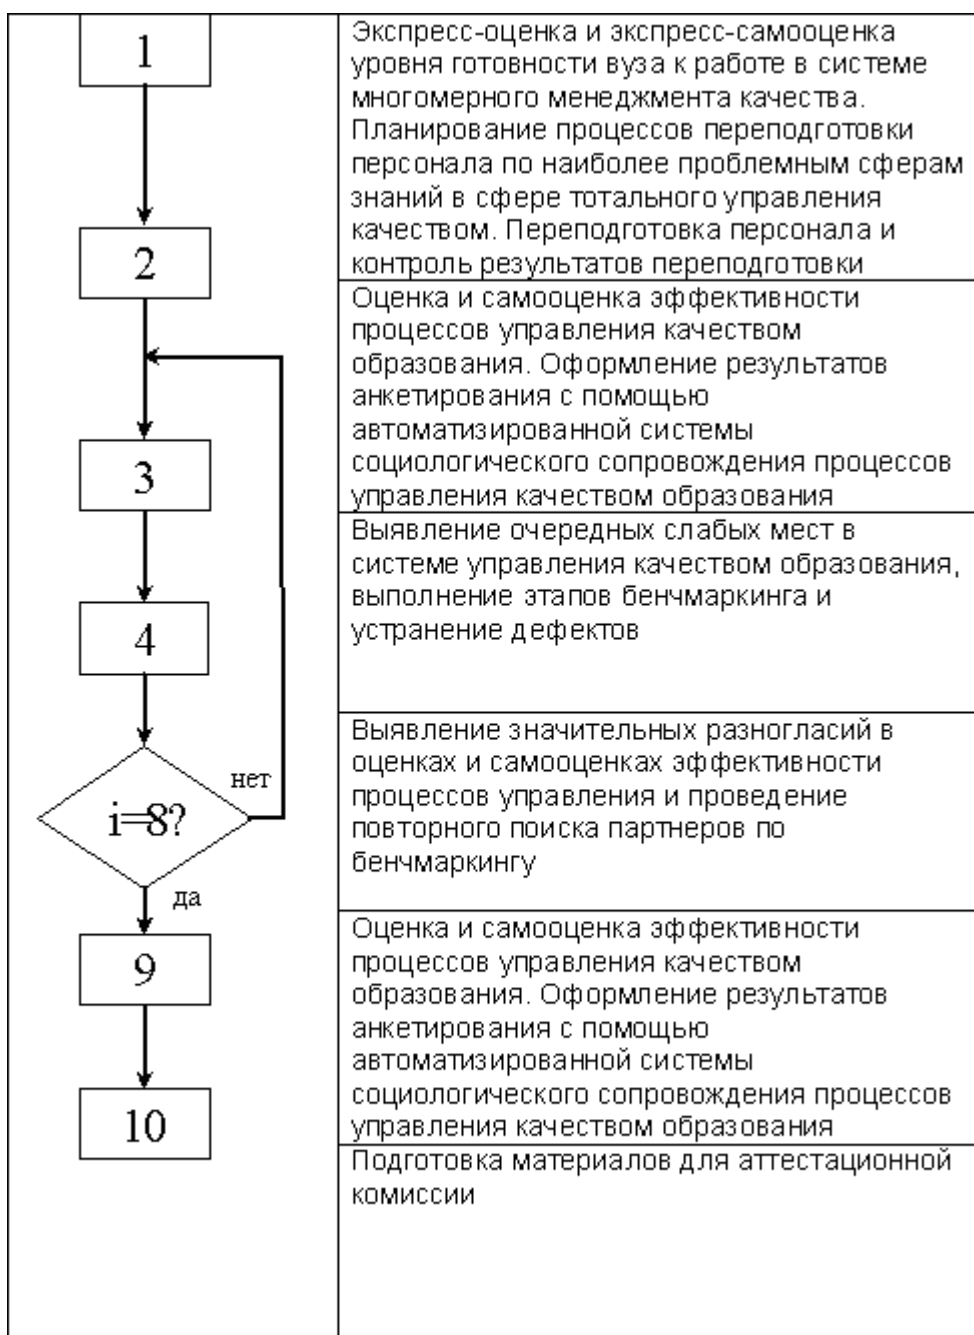 1
2
3
4
i=8?
нет
да
9
10
Экспресс-оценка и экспресс-самооценка
уровня готовности вуза к работе в системе
многомерного менеджмента качества.
Планирование процессов переподготовки
персонала по наиболее проблемным сферам
знаний в сфере тотального управления
качеством. Переподготовка персонала и
контроль результатов переподготовки
Оценка и самооценка эффективности
процессов управления качеством
образования. Оформление результатов
анкетирования с помощью
автоматизированной системы
социологического сопровождения процессов
управления качеством образования
Выявление очередных слабых мест в
системе управления качеством образования,
выполнение этапов бенчмаркинга и
устранение дефектов
Выявление значительных разногласий в
оценках и самооценках эффективности
процессов управления и проведение
повторного поиска партнеров по
бенчмаркингу
Оценка и самооценка эффективности
процессов управления качеством
образования. Оформление результатов
анкетирования с помощью
автоматизированной системы
социологического сопровождения процессов
управления качеством образования
Подготовка материалов для аттестационной
комиссии